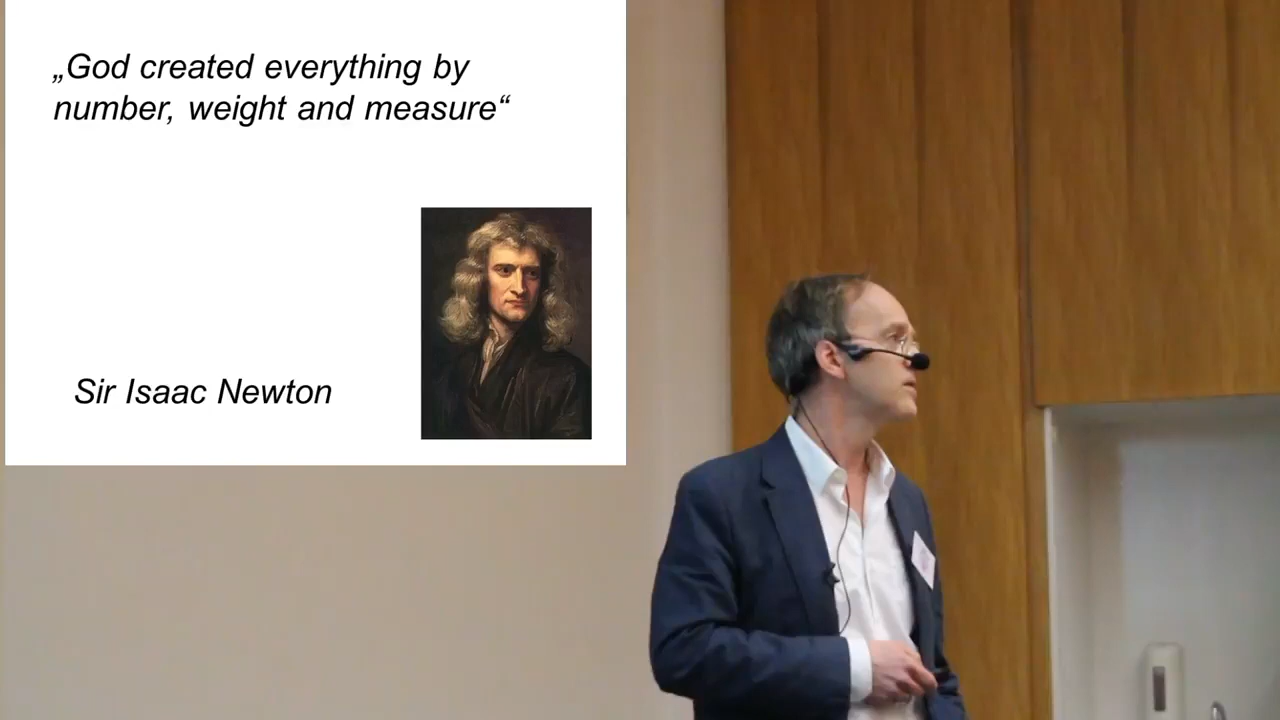 „God created everything by
number, weight and measure“
Sir Isaac Newton